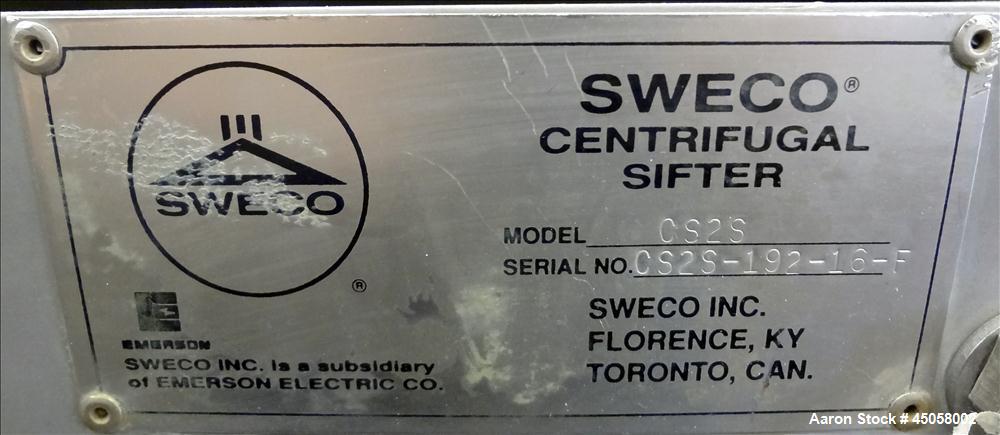 SWECO®
CENTRIFUGAL
SIFTER
SWECO
®
MODEL CS2S
SERIAL NO. CS2S-192-16-F
SWECO INC.
FLORENCE, KY
TORONTO, CAN.
EMERSON
SWECO INC. is a subsidiary
of EMERSON ELECTRIC CO.
Aaron Stock # 45058002